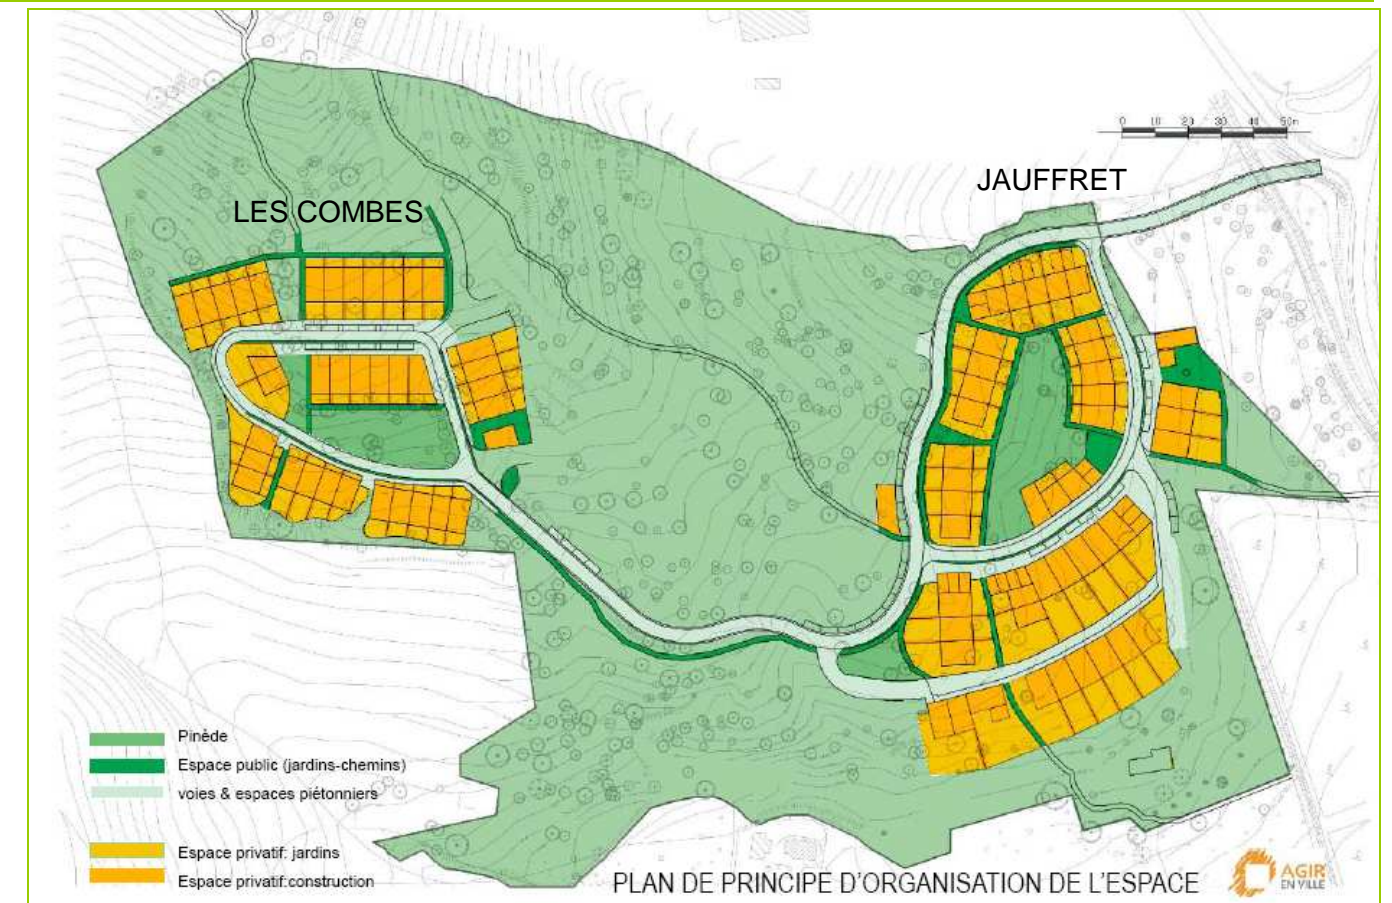 0 10 20 30 40 50m
JAUFFRET
LES COMBES
Pinède
Espace public (jardins-chemins)
voies & espaces piétonniers
Espace privatif: jardins
Espace privatif:construction
PLAN DE PRINCIPE D'ORGANISATION DE L'ESPACE
AGIR
EN VILLE